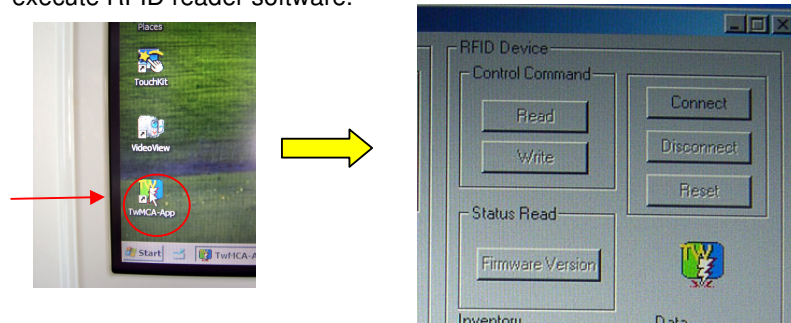 execute RFID reader software.
Places
TouchKit
VideoView
TwMCA-App
Start
TwMCA-A
RFID Device
Control Command
Read
Write
Connect
Disconnect
Reset
Status Read
Firmware Version
Inventory
Data